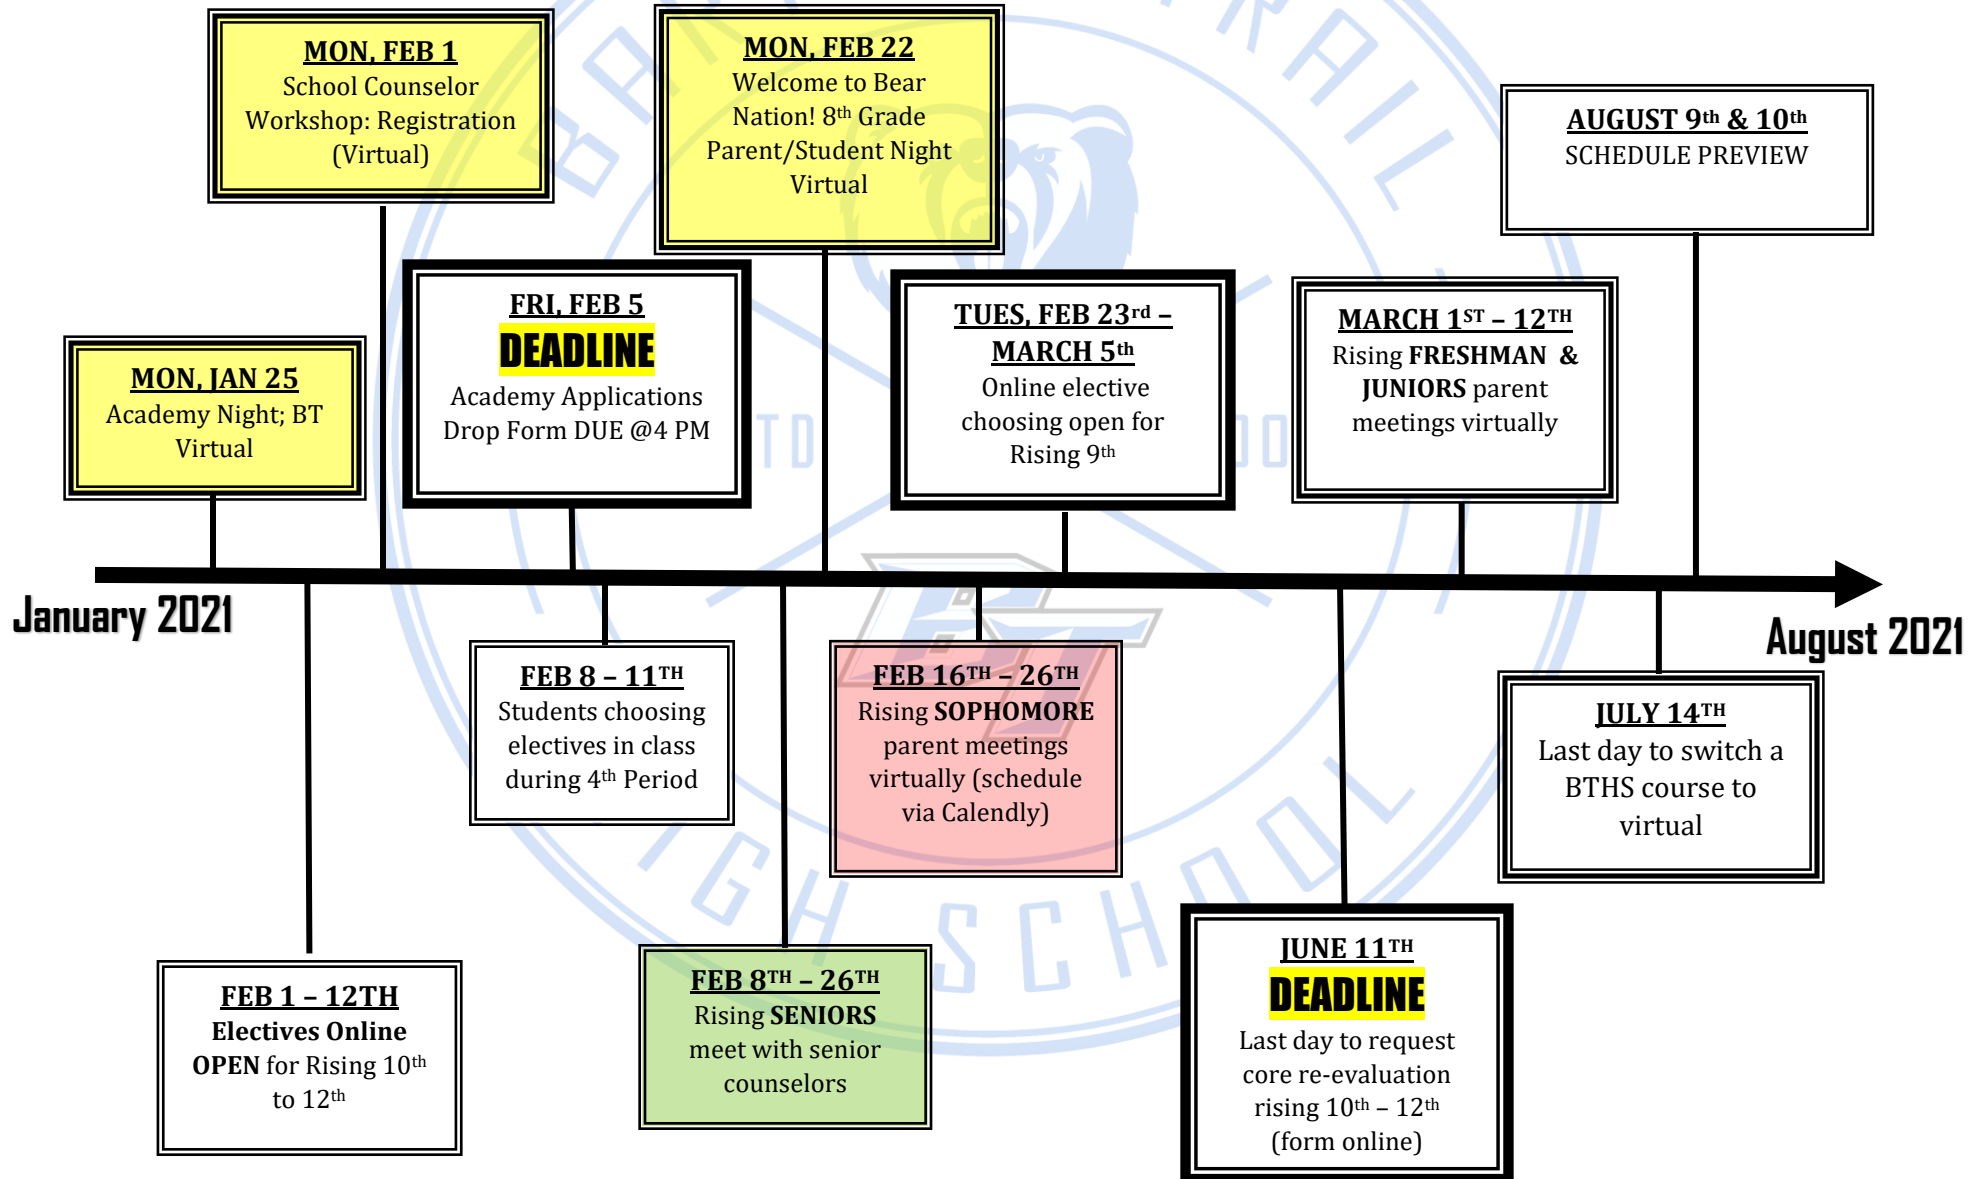 MON, FEB 1
School Counselor
Workshop: Registration
(Virtual)
MON, FEB 22
Welcome to Bear
Nation! 8th Grade
Parent/Student Night
Virtual
AUGUST 9th & 10th
SCHEDULE PREVIEW
MON, JAN 25
Academy Night; BT
Virtual
FRI, FEB 5
DEADLINE
Academy Applications
Drop Form DUE @4 PM
TUES, FEB 23rd –
MARCH 5th
Online elective
choosing open for
Rising 9th
MARCH 1ST – 12TH
Rising FRESHMAN & 
JUNIORS parent
meetings virtually
January 2021
August 2021
FEB 1 – 12TH
Electives Online
OPEN for Rising 10th
to 12th
FEB 8 – 11TH
Students choosing
electives in class
during 4th Period
FEB 8TH – 26TH
Rising SENIORS
meet with senior
counselors
FEB 16TH – 26TH
Rising SOPHOMORE
parent meetings
virtually (schedule
via Calendly)
JUNE 11TH
DEADLINE
Last day to request
core re-evaluation
rising 10th – 12th
(form online)
JULY 14TH
Last day to switch a
BTHS course to
virtual
TRAIL
BT
SCHOOL